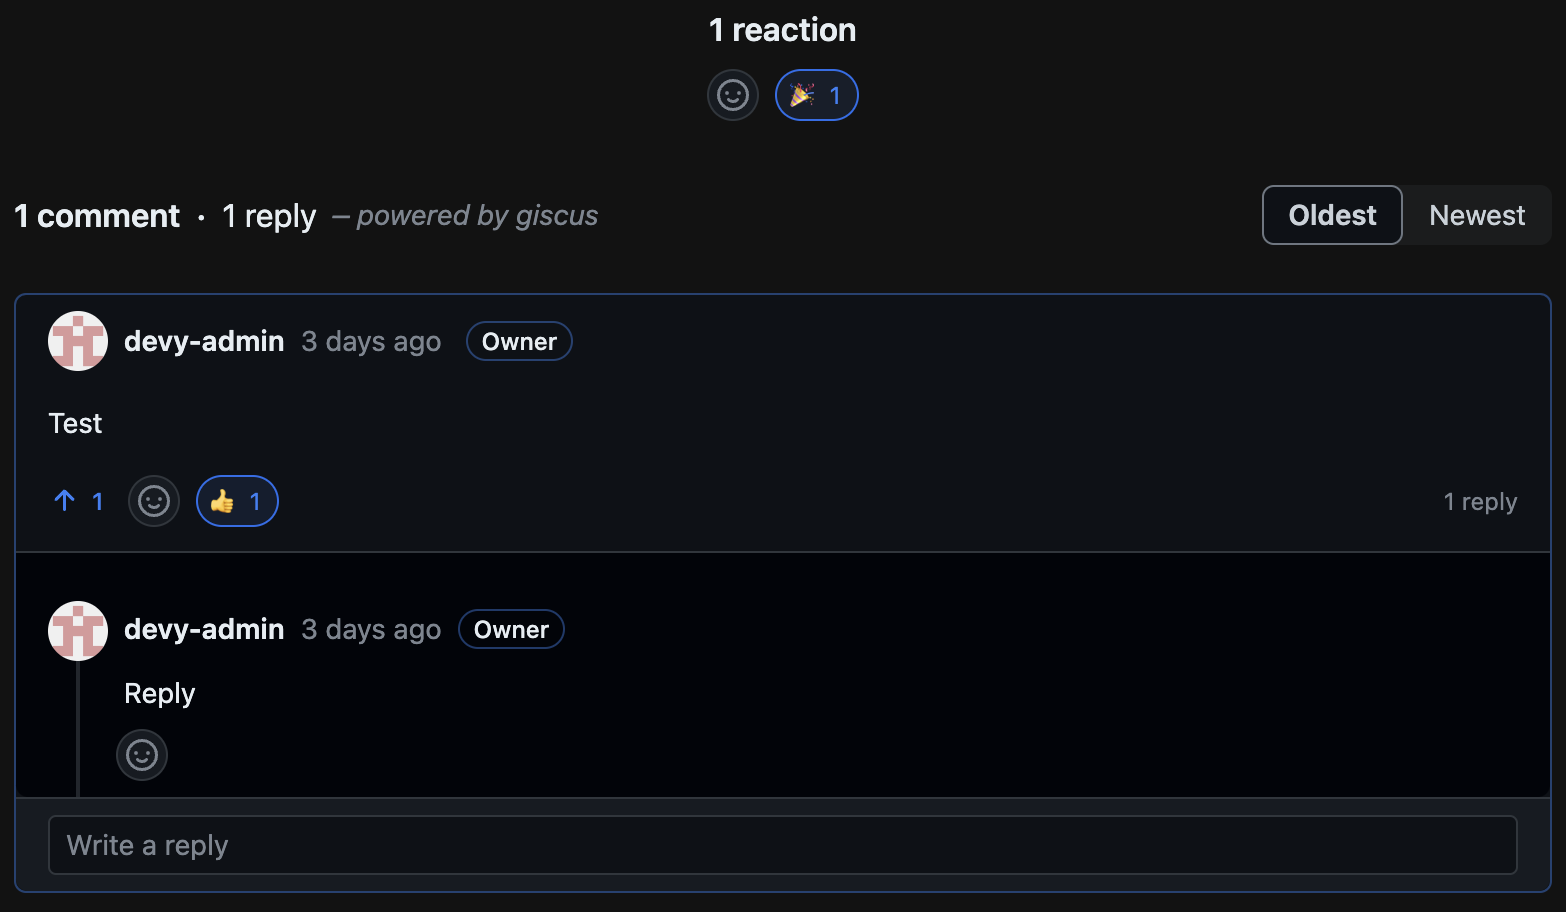 1 reaction
🎉 1
1 comment · 1 reply – powered by giscus
Oldest Newest
devy-admin 3 days ago Owner
Test
↑ 1 👍 1 1 reply
devy-admin 3 days ago Owner
Reply
Write a reply